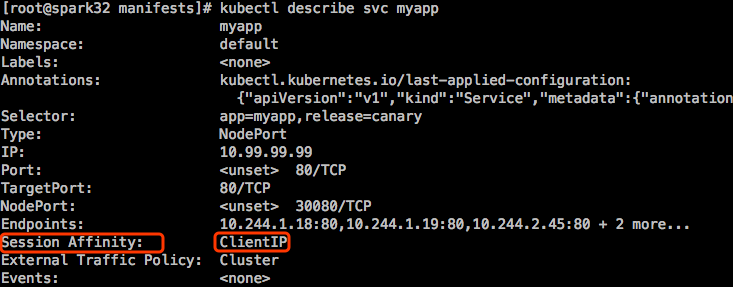 [root@spark32 manifests]# kubectl describe svc myapp
Name: myapp
Namespace: default
Labels: <none>
Annotations: kubectl.kubernetes.io/last-applied-configuration:
{"apiVersion":"v1","kind":"Service","metadata":{"annotation
Selector: app=myapp,release=canary
Type: NodePort
IP: 10.99.99.99
Port: <unset> 80/TCP
TargetPort: 80/TCP
NodePort: <unset> 30080/TCP
Endpoints: 10.244.1.18:80,10.244.1.19:80,10.244.2.45:80 + 2 more...
Session Affinity: ClientIP
External Traffic Policy: Cluster
Events: <none>